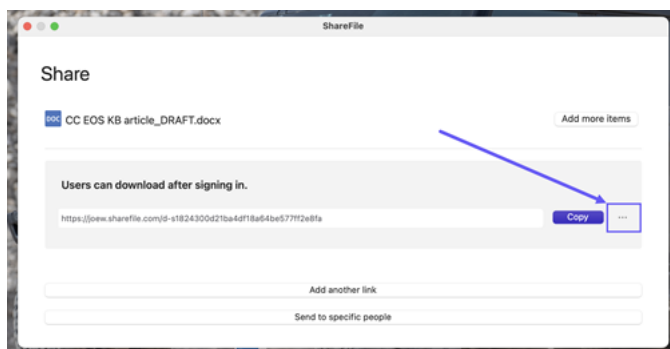 ShareFile
Share
DOC CC EOS KB article_DRAFT.docx
Add more items
Users can download after signing in.
https://joew.sharefile.com/d-s1824300d21ba4df18a64be577ff2e8fa
Copy ...
Add another link
Send to specific people